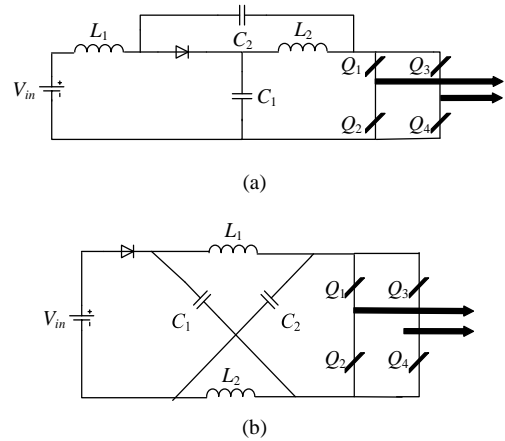 L1 C2 L2
Vin C1 Q1 Q3
Q2 Q4
(a)
L1
Vin C1 C2 Q1 Q3
Q2 Q4
L2
(b)